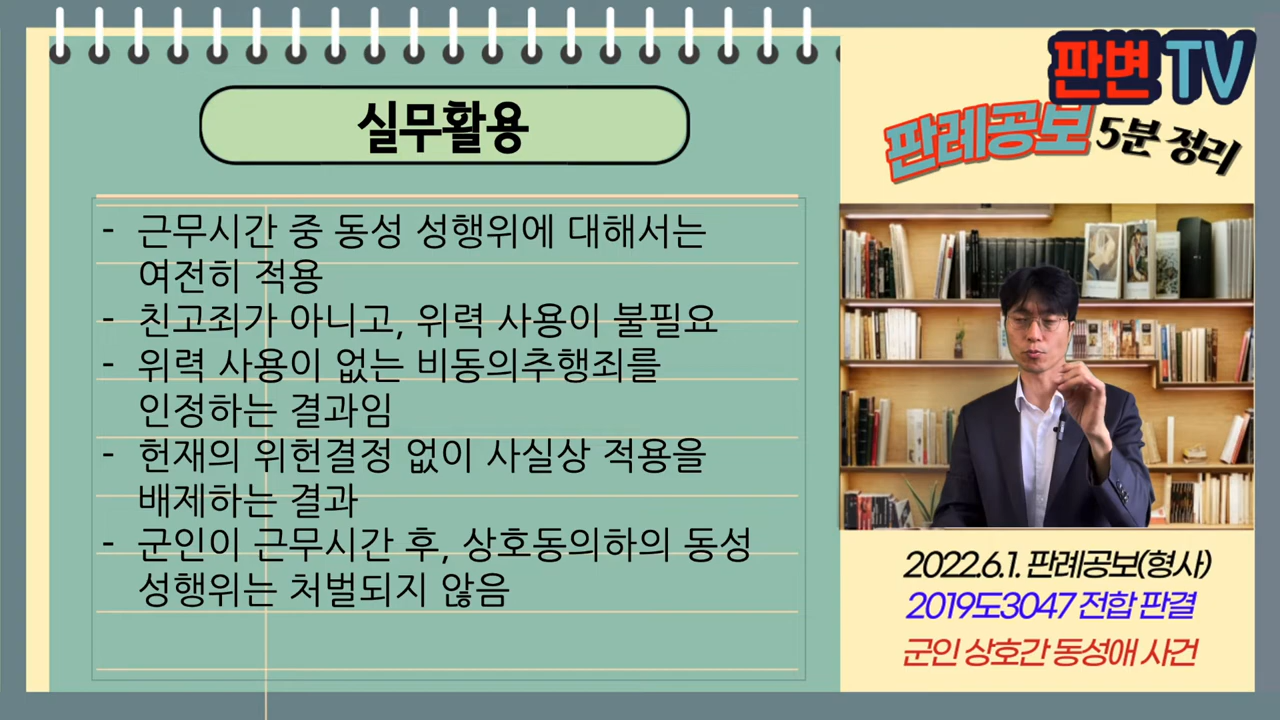 실무활용
- 근무시간 중 동성 성행위에 대해서는
여전히 적용
- 친고죄가 아니고, 위력 사용이 불필요
- 위력 사용이 없는 비동의추행죄를
인정하는 결과임
- 헌재의 위헌결정 없이 사실상 적용을
배제하는 결과
- 군인이 근무시간 후, 상호동의하의 동성
성행위는 처벌되지 않음
판변 TV
판례공보 5분 정리
2022.6.1. 판례공보(형사)
2019도3047 전합 판결
군인 상호간 동성애 사건